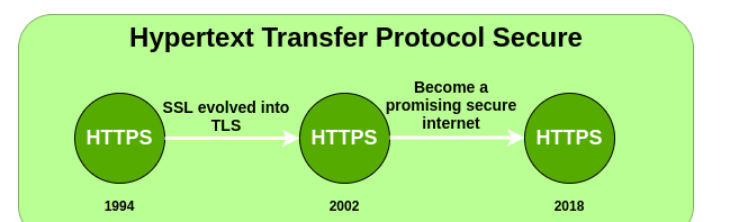 Hypertext Transfer Protocol Secure
SSL evolved into
TLS
Become a
promising secure
internet
HTTPS
HTTPS
HTTPS
1994
2002
2018